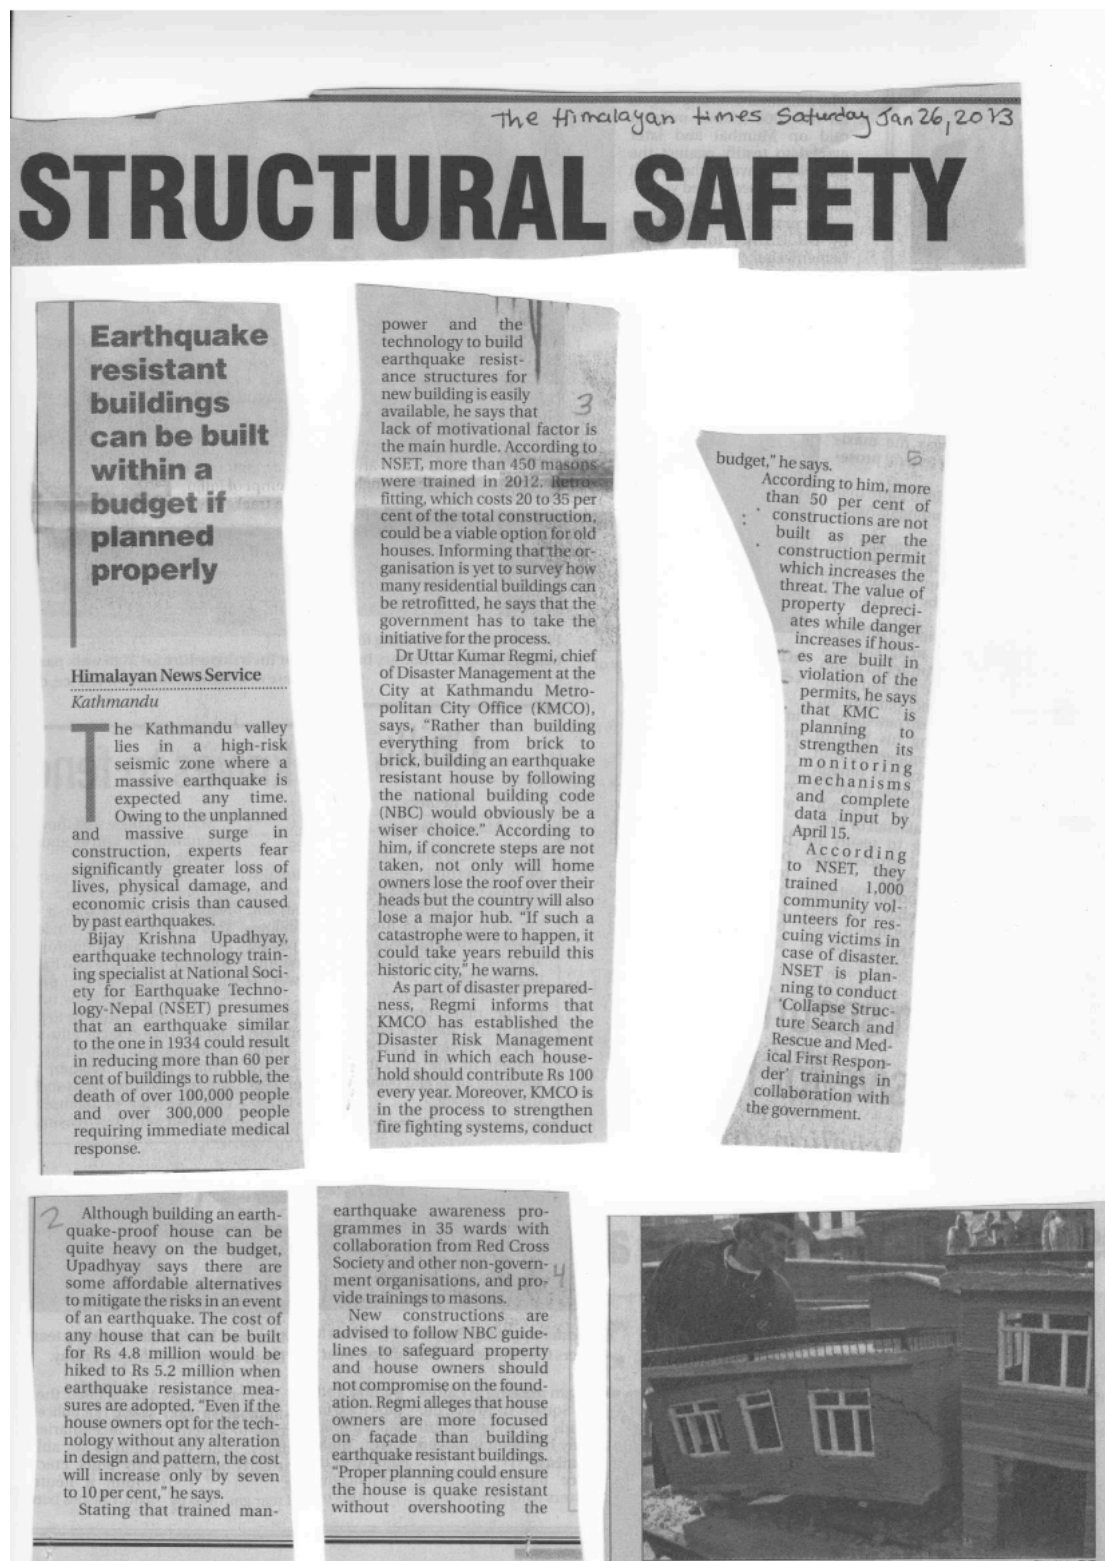 The Himalayan times Saturday Jan 26, 2013
STRUCTURAL SAFETY
Earthquake
resistant
buildings
can be built
within a
budget if
planned
properly
Himalayan News Service
Kathmandu
The Kathmandu valley
lies in a high-risk
seismic zone where a
massive earthquake is
expected any time.
Owing to the unplanned
and massive surge in
construction, experts fear
significantly greater loss of
lives, physical damage, and
economic crisis than caused
by past earthquakes.
Bijay Krishna Upadhyay,
earthquake technology train-
ing specialist at National Soci-
ety for Earthquake Techno-
logy-Nepal (NSET) presumes
that an earthquake similar
to the one in 1934 could result
in reducing more than 60 per
cent of buildings to rubble, the
death of over 100,000 people
and over 300,000 people
requiring immediate medical
response.
2
Although building an earth-
quake-proof house can be
quite heavy on the budget,
Upadhyay says there are
some affordable alternatives
to mitigate the risks in an event
of an earthquake. The cost of
any house that can be built
for Rs 4.8 million would be
hiked to Rs 5.2 million when
earthquake resistance mea-
sures are adopted. "Even if the
house owners opt for the tech-
nology without any alteration
in design and pattern, the cost
will increase only by seven
to 10 per cent," he says.
Stating that trained man-
power and the
technology to build
earthquake resist-
ance structures for
new building is easily
available, he says that
3
lack of motivational factor is
the main hurdle. According to
NSET, more than 450 masons
were trained in 2012. Retro-
fitting, which costs 20 to 35 per
cent of the total construction,
could be a viable option for old
houses. Informing that the or-
ganisation is yet to survey how
many residential buildings can
be retrofitted, he says that the
government has to take the
initiative for the process.
Dr Uttar Kumar Regmi, chief
of Disaster Management at the
City at Kathmandu Metro-
politan City Office (KMCO),
says, "Rather than building
everything from brick to
brick, building an earthquake
resistant house by following
the national building code
(NBC) would obviously be a
wiser choice." According to
him, if concrete steps are not
taken, not only will home
owners lose the roof over their
heads but the country will also
lose a major hub. "If such a
catastrophe were to happen, it
could take years rebuild this
historic city," he warns.
As part of disaster prepared-
ness, Regmi informs that
KMCO has established the
Disaster Risk Management
Fund in which each house-
hold should contribute Rs 100
every year. Moreover, KMCO is
in the process to strengthen
fire fighting systems, conduct
earthquake awareness pro-
grammes in 35 wards with
collaboration from Red Cross
Society and other non-govern-
ment organisations, and pro-
4
vide trainings to masons.
New constructions are
advised to follow NBC guide-
lines to safeguard property
and house owners should
not compromise on the found-
ation. Regmi alleges that house
owners are more focused
on façade than building
earthquake resistant buildings.
"Proper planning could ensure
the house is quake resistant
without overshooting the
5
budget," he says.
According to him, more
than 50 per cent of
constructions are not
built as per the
construction permit
which increases the
threat. The value of
property depreci-
ates while danger
increases if hous-
es are built in
violation of the
permits, he says
that KMC is
planning to
strengthen its
monitoring
mechanisms
and complete
data input by
April 15.
According
to NSET, they
trained 1,000
community vol-
unteers for res-
cuing victims in
case of disaster.
NSET is plan-
ning to conduct
'Collapse Struc-
ture Search and
Rescue and Med-
ical First Respon-
der' trainings in
collaboration with
the government.